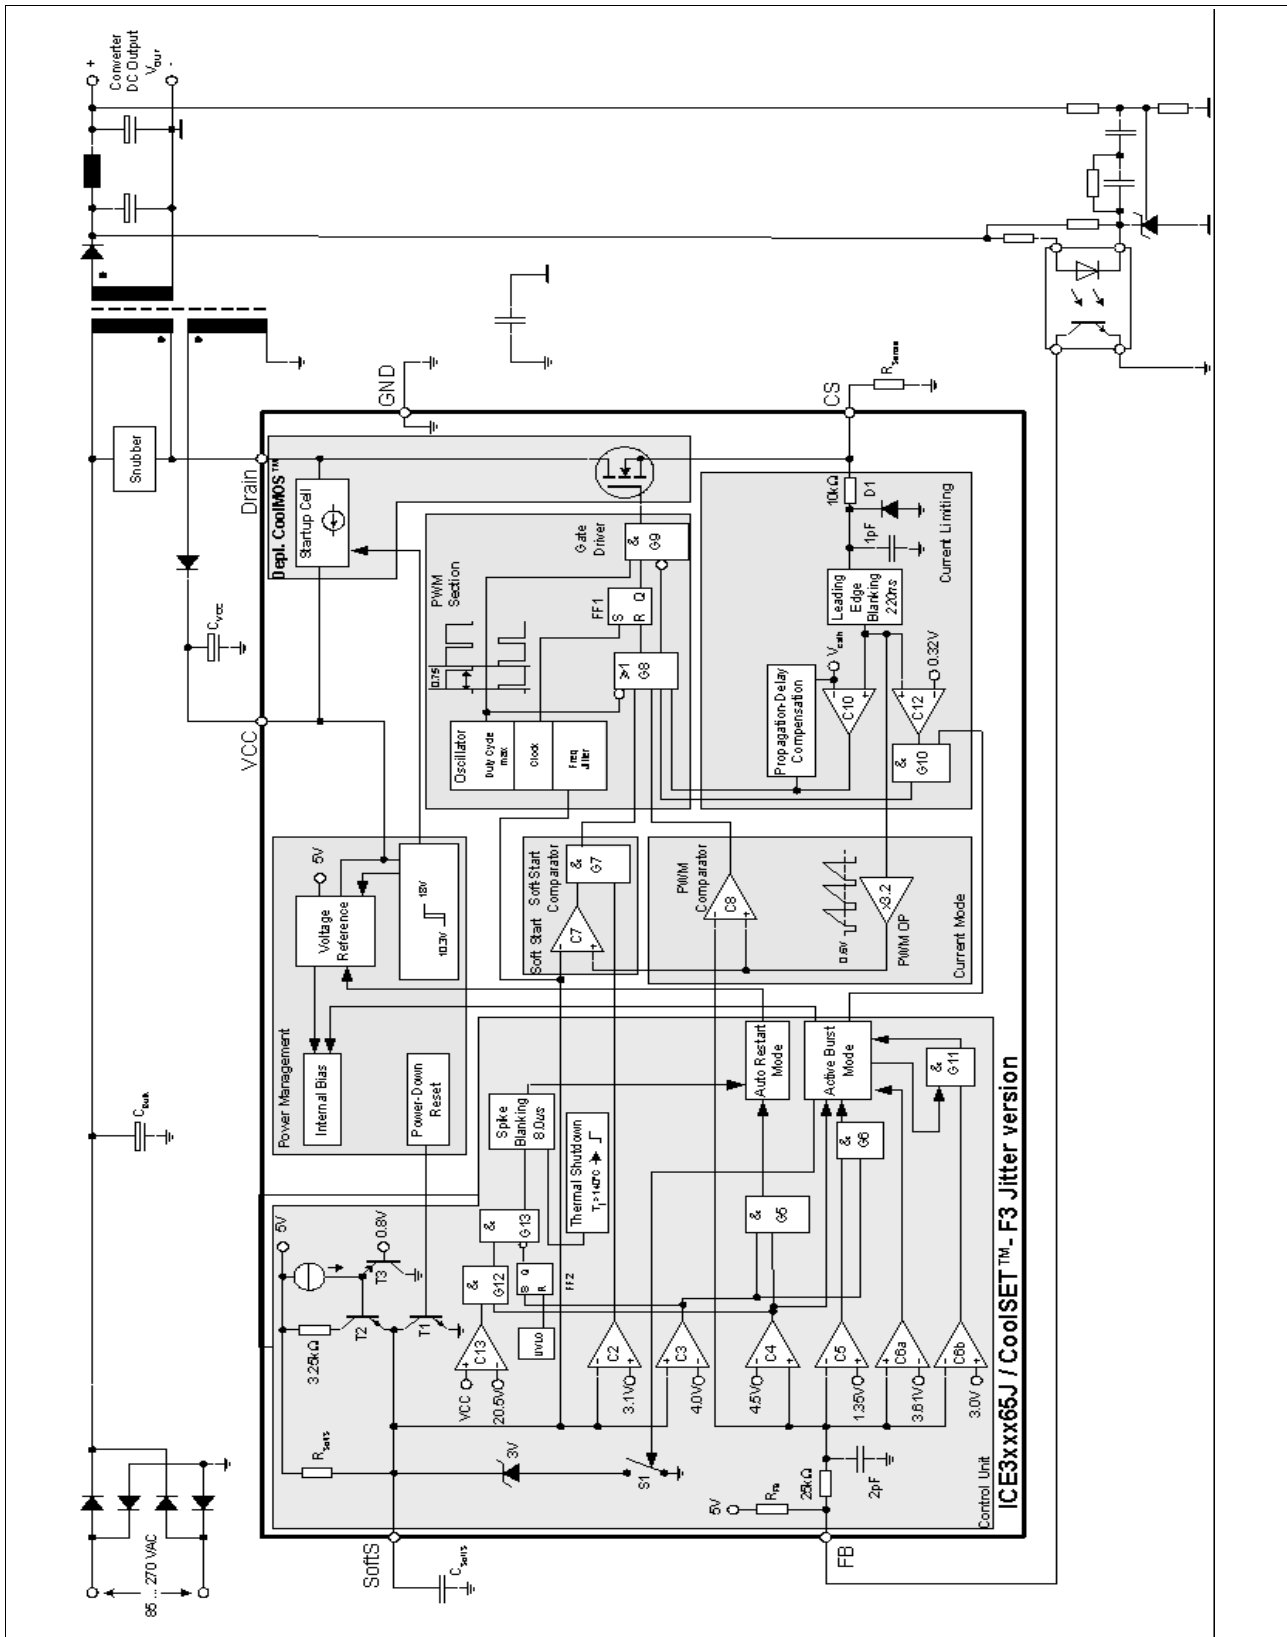 +
Converter
DC Output
VOUT
-
Snubber
85 ... 270 VAC
CBulk
CVCC
VCC
Drain
GND
CS
RSense
SoftS
CSoftS
FB
Depl. CoolMOS™
Startup Cell
Power Management
Internal Bias
Voltage
Reference
5V
18V
10.3V
Power-Down
Reset
PWM
Section
0.75
Oscillator
Duty Cycle
max
Clock
Freq
Jitter
FF1
S
R
Q
≥1
G8
Gate
Driver
&
G9
Soft Start
Soft-Start
Comparator
C7
&
G7
PWM
Comparator
C8
0.6V
x3.2
PWM OP
Current Mode
Propagation-Delay
Compensation
Vcsth
C10
C12
0.32V
&
G10
Leading
Edge
Blanking
220ns
10kΩ
D1
1pF
Current Limiting
5V
3.25kΩ
RSoftS
T2
T3
0.8V
T1
VCC
20.5V
C13
&
G12
&
G13
UVLO
S
R
Q
FF2
Spike
Blanking
8.0us
Thermal Shutdown
Tj >140°C
3V
S1
3.1V
C2
4.0V
C3
4.5V
C4
1.35V
C5
3.61V
C6a
3.0V
C6b
&
G5
&
G6
&
G11
Auto Restart
Mode
Active Burst
Mode
5V
RFB
25kΩ
2pF
Control Unit
ICE3xxx65J / CoolSET™- F3 Jitter version